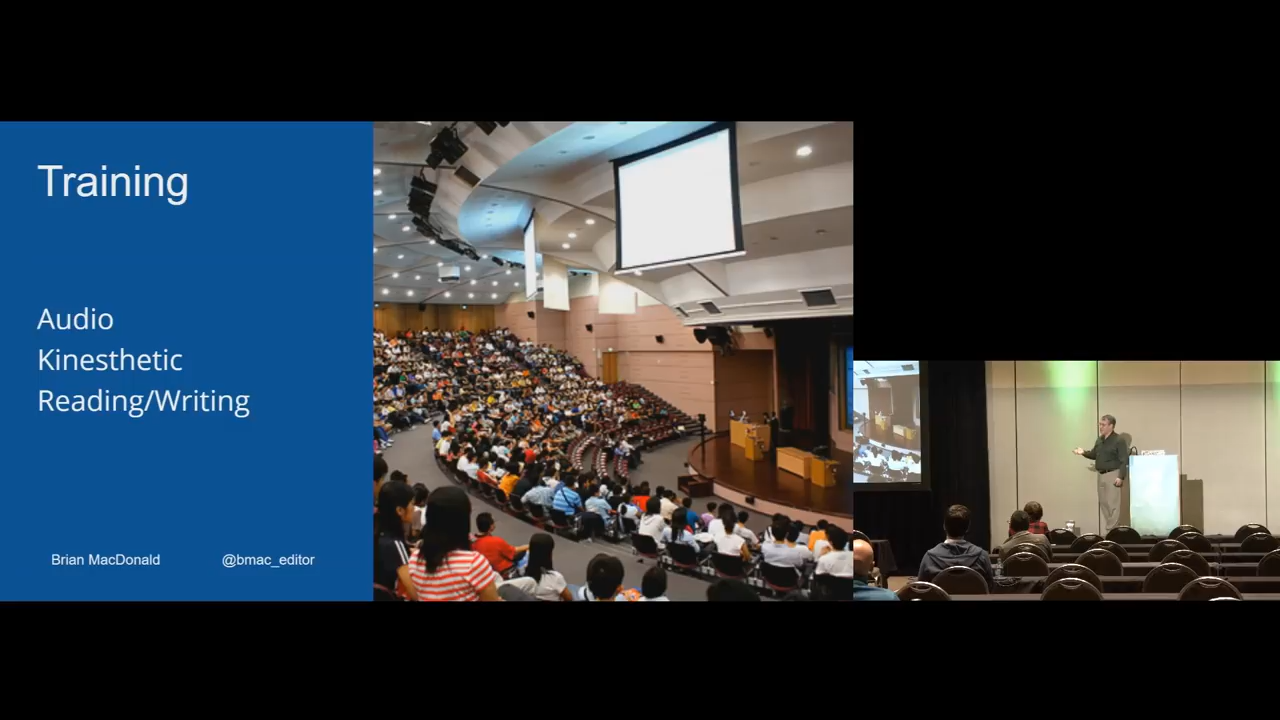 Training
Audio
Kinesthetic
Reading/Writing
Brian MacDonald @bmac_editor